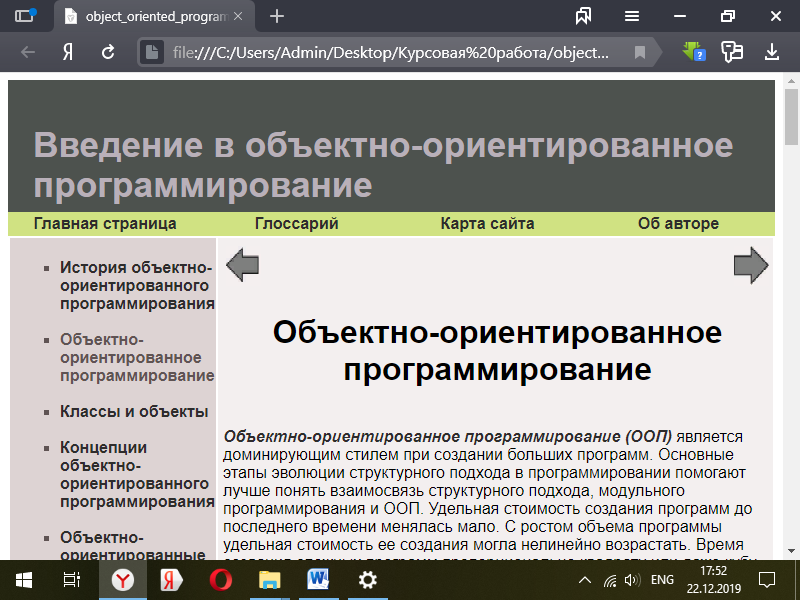 object_oriented_program
file:///C:/Users/Admin/Desktop/Курсовая%20работа/object...
Введение в объектно-ориентированное
программирование
Главная страница Глоссарий Карта сайта Об авторе
История объектно-
ориентированного
программирования
Объектно-
ориентированное
программирование
Классы и объекты
Концепции
объектно-
ориентированного
программирования
Объектно-
ориентированные
Объектно-ориентированное
программирование
Объектно-ориентированное программирование (ООП) является
доминирующим стилем при создании больших программ. Основные
этапы эволюции структурного подхода в программировании помогают
лучше понять взаимосвязь структурного подхода, модульного
программирования и ООП. Удельная стоимость создания программ до
последнего времени менялась мало. С ростом объема программы
удельная стоимость ее создания могла нелинейно возрастать. Время
ENG
17:52
22.12.2019